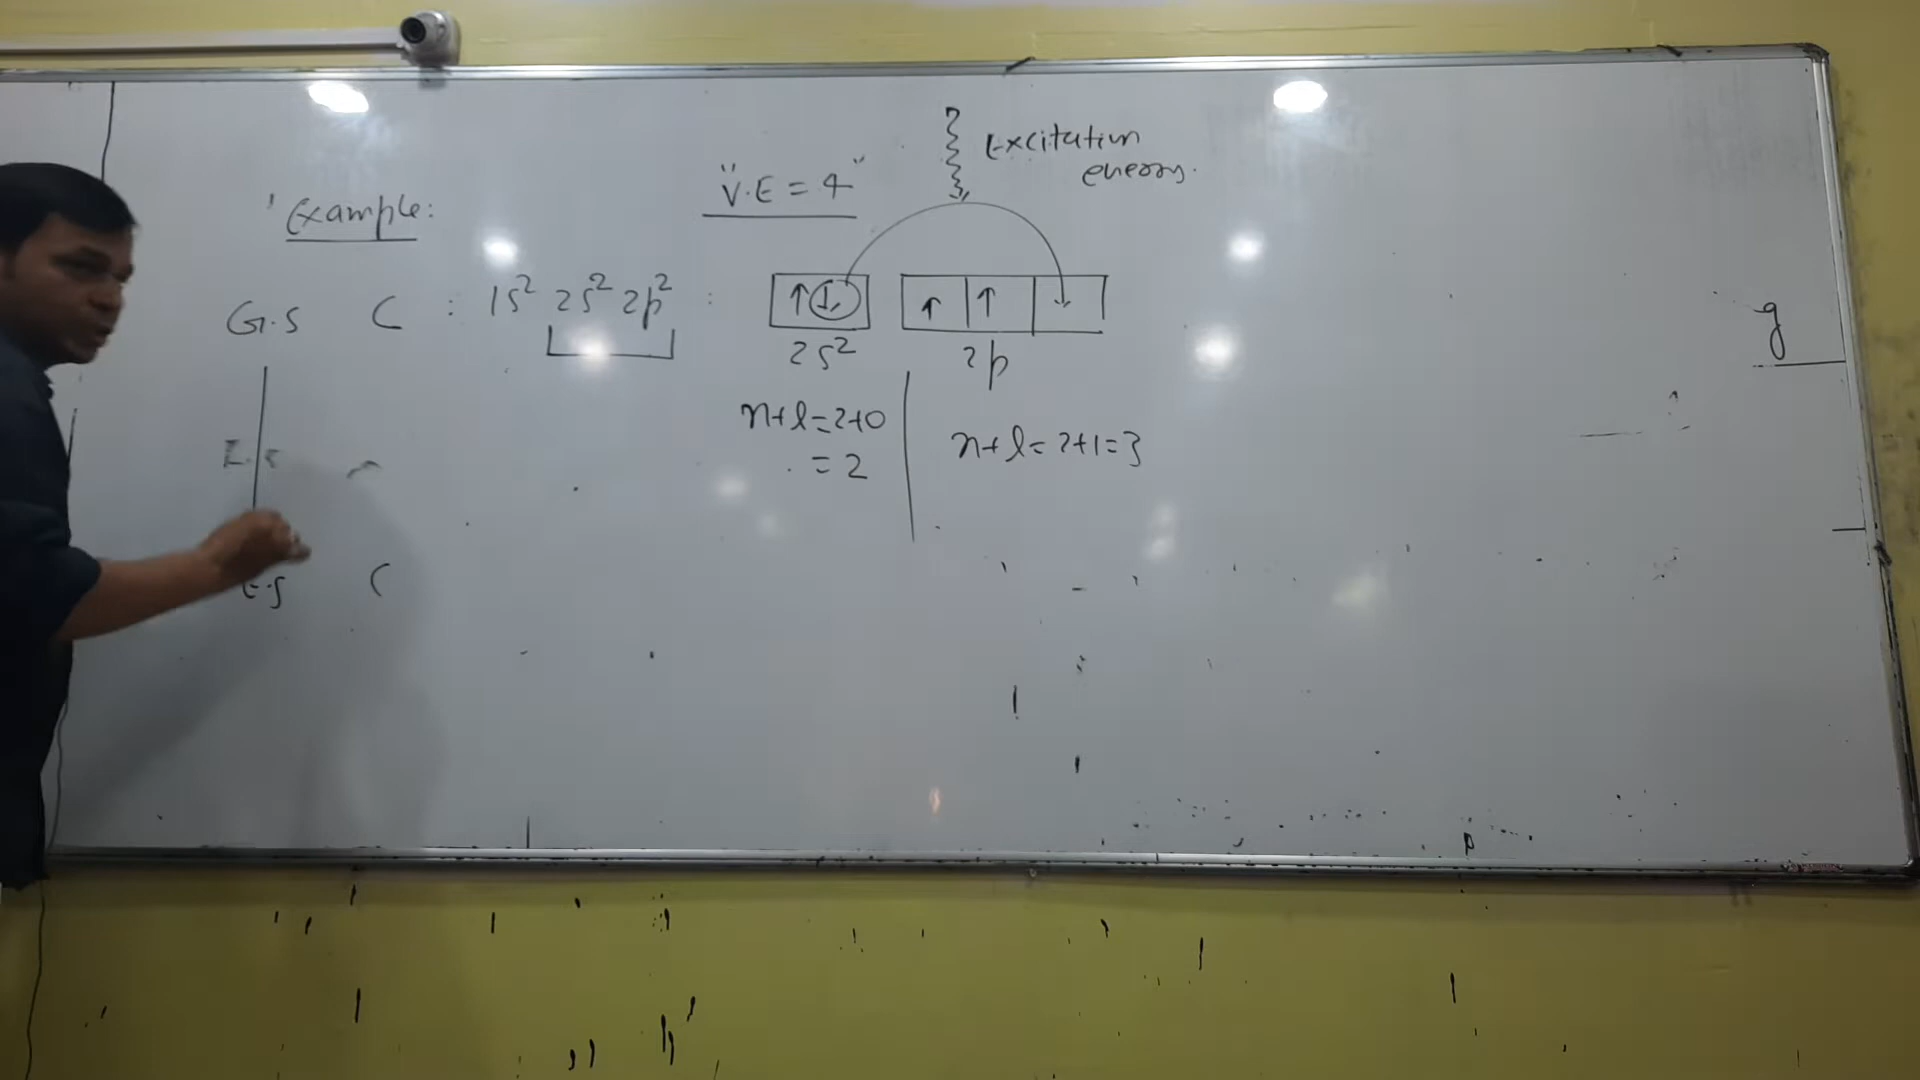 Excitation
energy.
"V.E = 4"
Example:
G.S C : 1s² 2s² 2p² : ↑↓ ↑ ↑
2s² 2p
n+l=2+0
= 2
n+l=2+1=3
E.S C
g